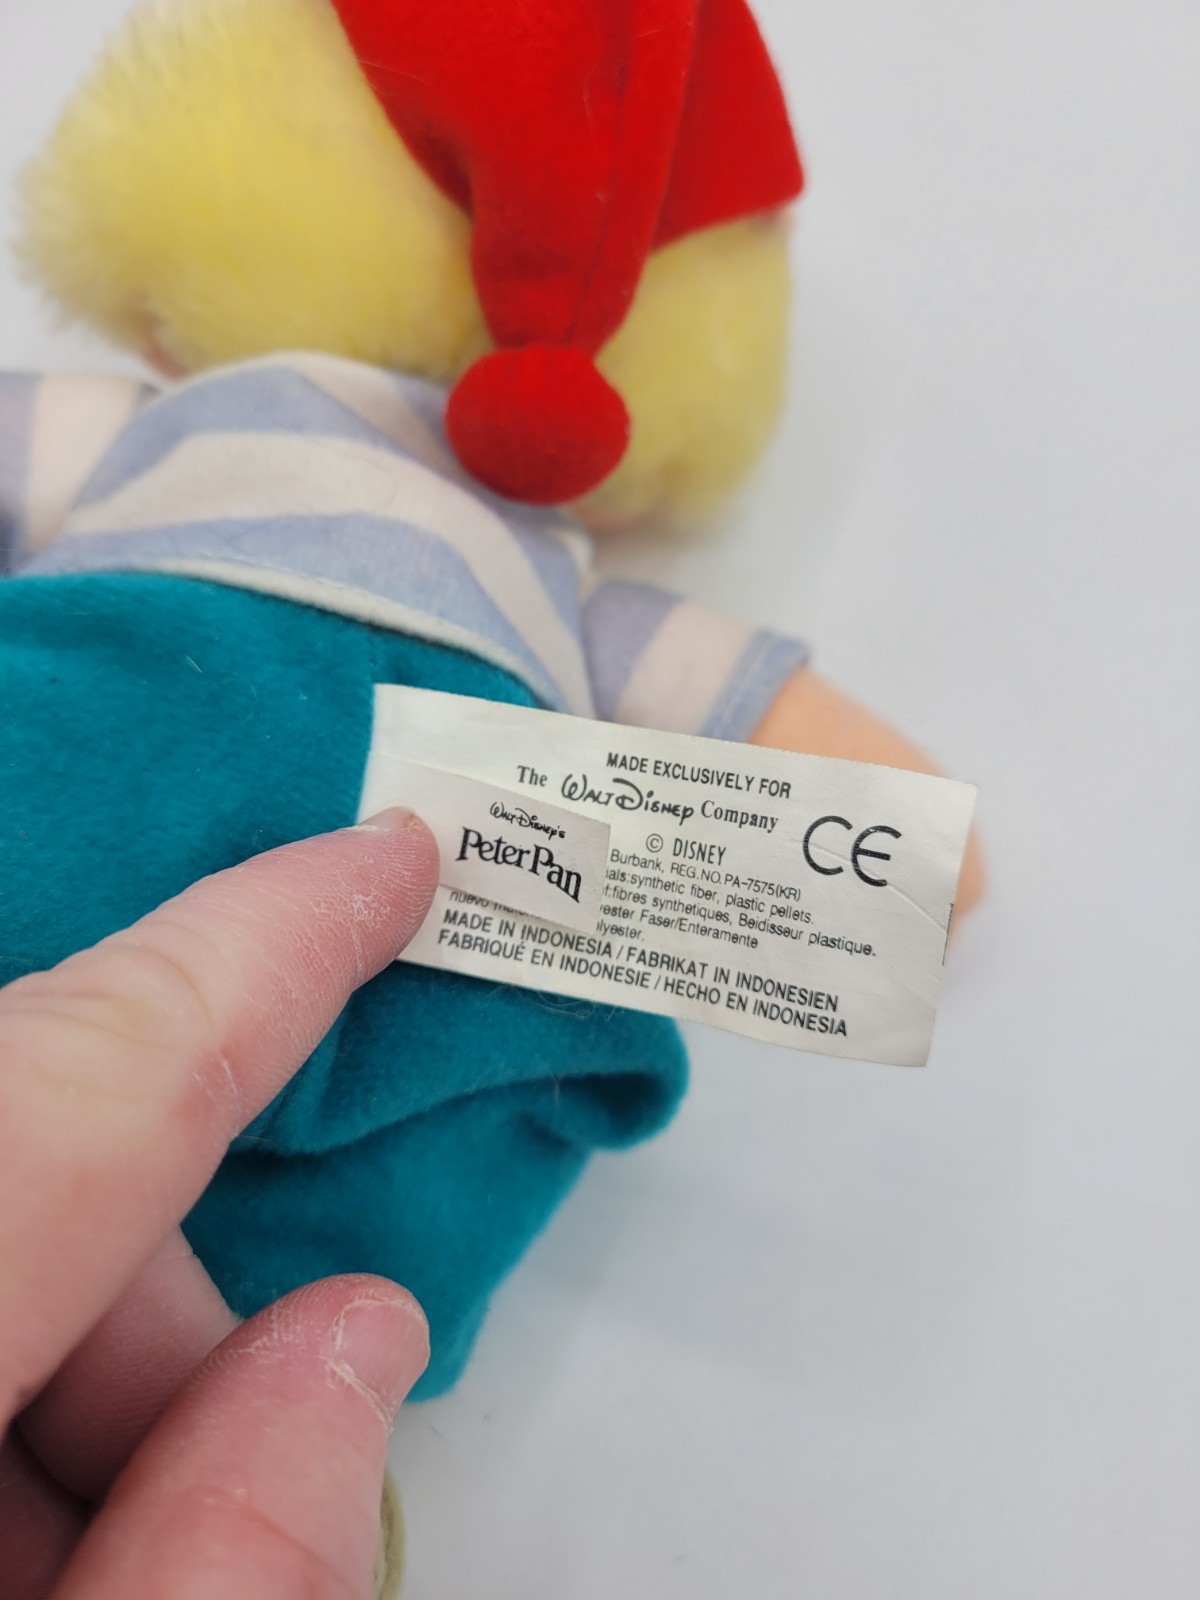 MADE EXCLUSIVELY FOR
The Walt Disney Company
© DISNEY
CE
Walt Disney's
Peter Pan
Burbank, REG.NO.PA-7575(KR)
synthetic fiber, plastic pellets.
fibres synthetiques, Beidisseur plastique.
Faser/Enteramente
nuevo
MADE IN INDONESIA / FABRIKAT IN INDONESIEN
FABRIQUÉ EN INDONESIE / HECHO EN INDONESIA